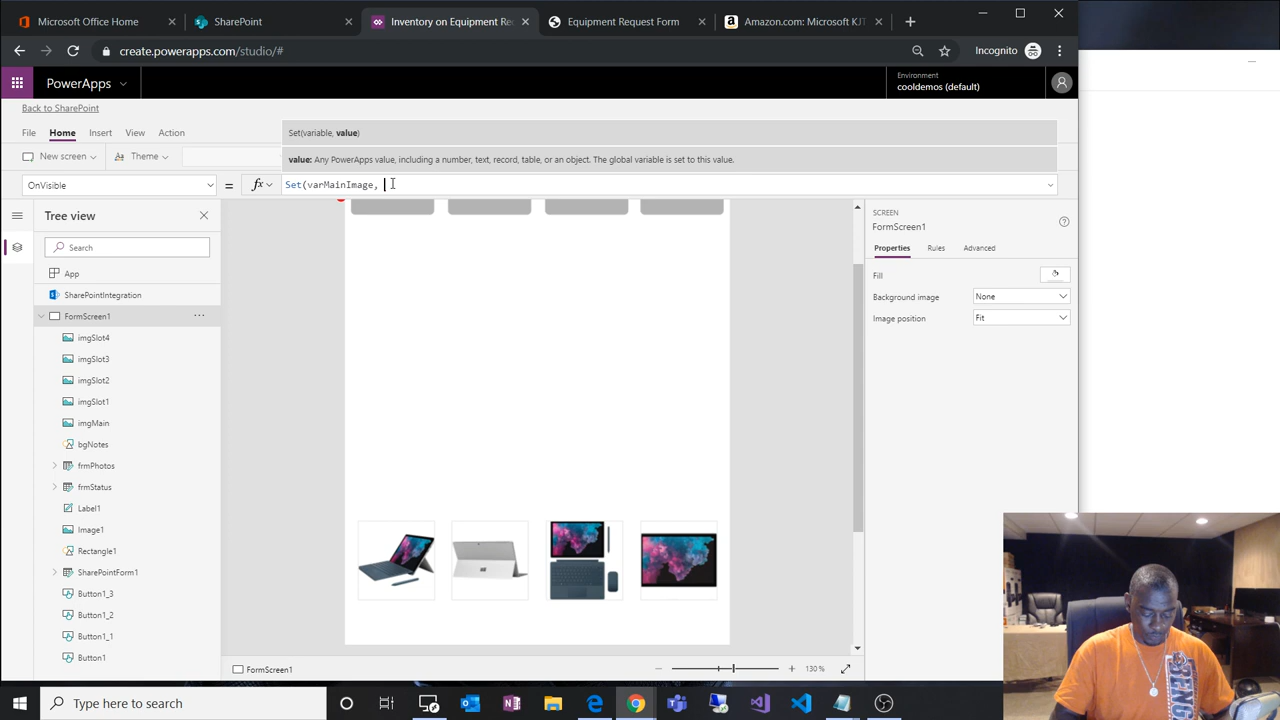 Microsoft Office Home
SharePoint
Inventory on Equipment Re
Equipment Request Form
Amazon.com: Microsoft KJT
create.powerapps.com/studio/#
Incognito
PowerApps
Environment
cooldemos (default)
Back to SharePoint
File
Home
Insert
View
Action
Set(variable, value)
New screen
Theme
value: Any PowerApps value, including a number, text, record, table, or an object. The global variable is set to this value.
OnVisible
=
fx
Set(varMainImage,
Tree view
Search
App
SharePointIntegration
FormScreen1
imgSlot4
imgSlot3
imgSlot2
imgSlot1
imgMain
bgNotes
frmPhotos
frmStatus
Label1
Image1
Rectangle1
SharePointForm1
Button1_3
Button1_2
Button1_1
Button1
SCREEN
FormScreen1
Properties
Rules
Advanced
Fill
Background image
None
Image position
Fit
FormScreen1
130 %
Type here to search